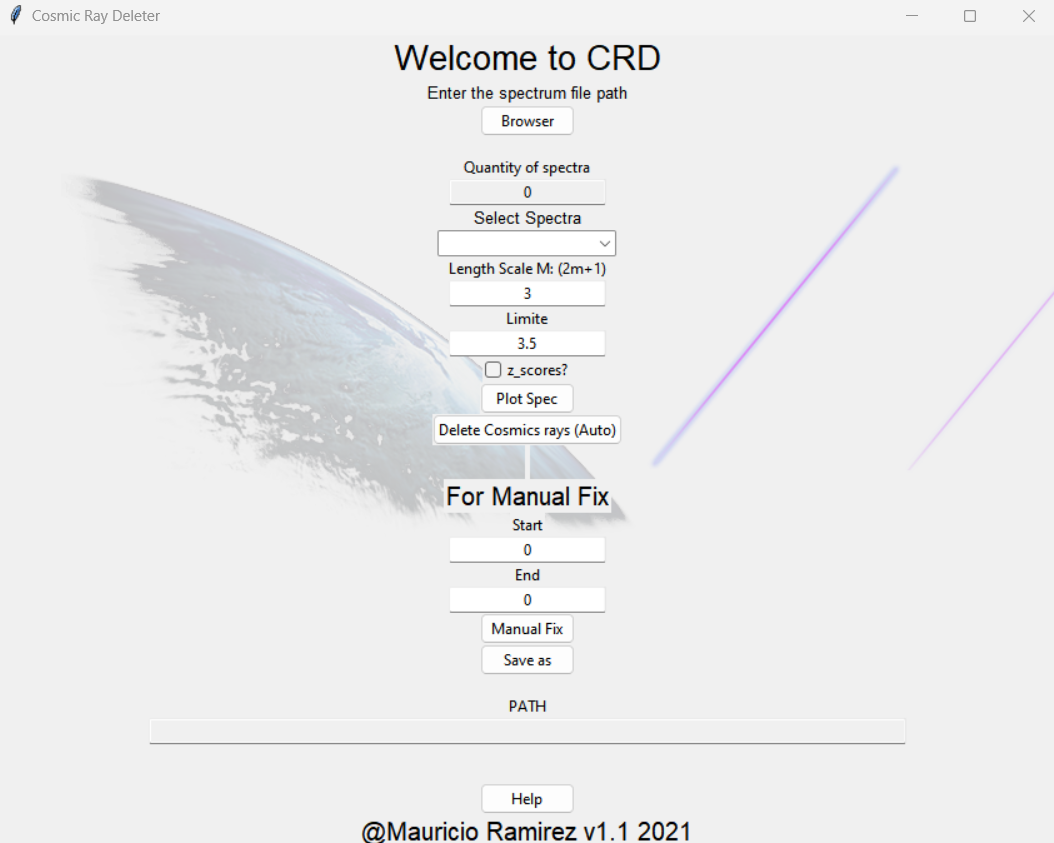 Cosmic Ray Deleter
Welcome to CRD
Enter the spectrum file path
Browser
Quantity of spectra
0
Select Spectra
Length Scale M: (2m+1)
3
Limite
3.5
z_scores?
Plot Spec
Delete Cosmics rays (Auto)
For Manual Fix
Start
0
End
0
Manual Fix
Save as
PATH
Help
@Mauricio Ramirez v1.1 2021